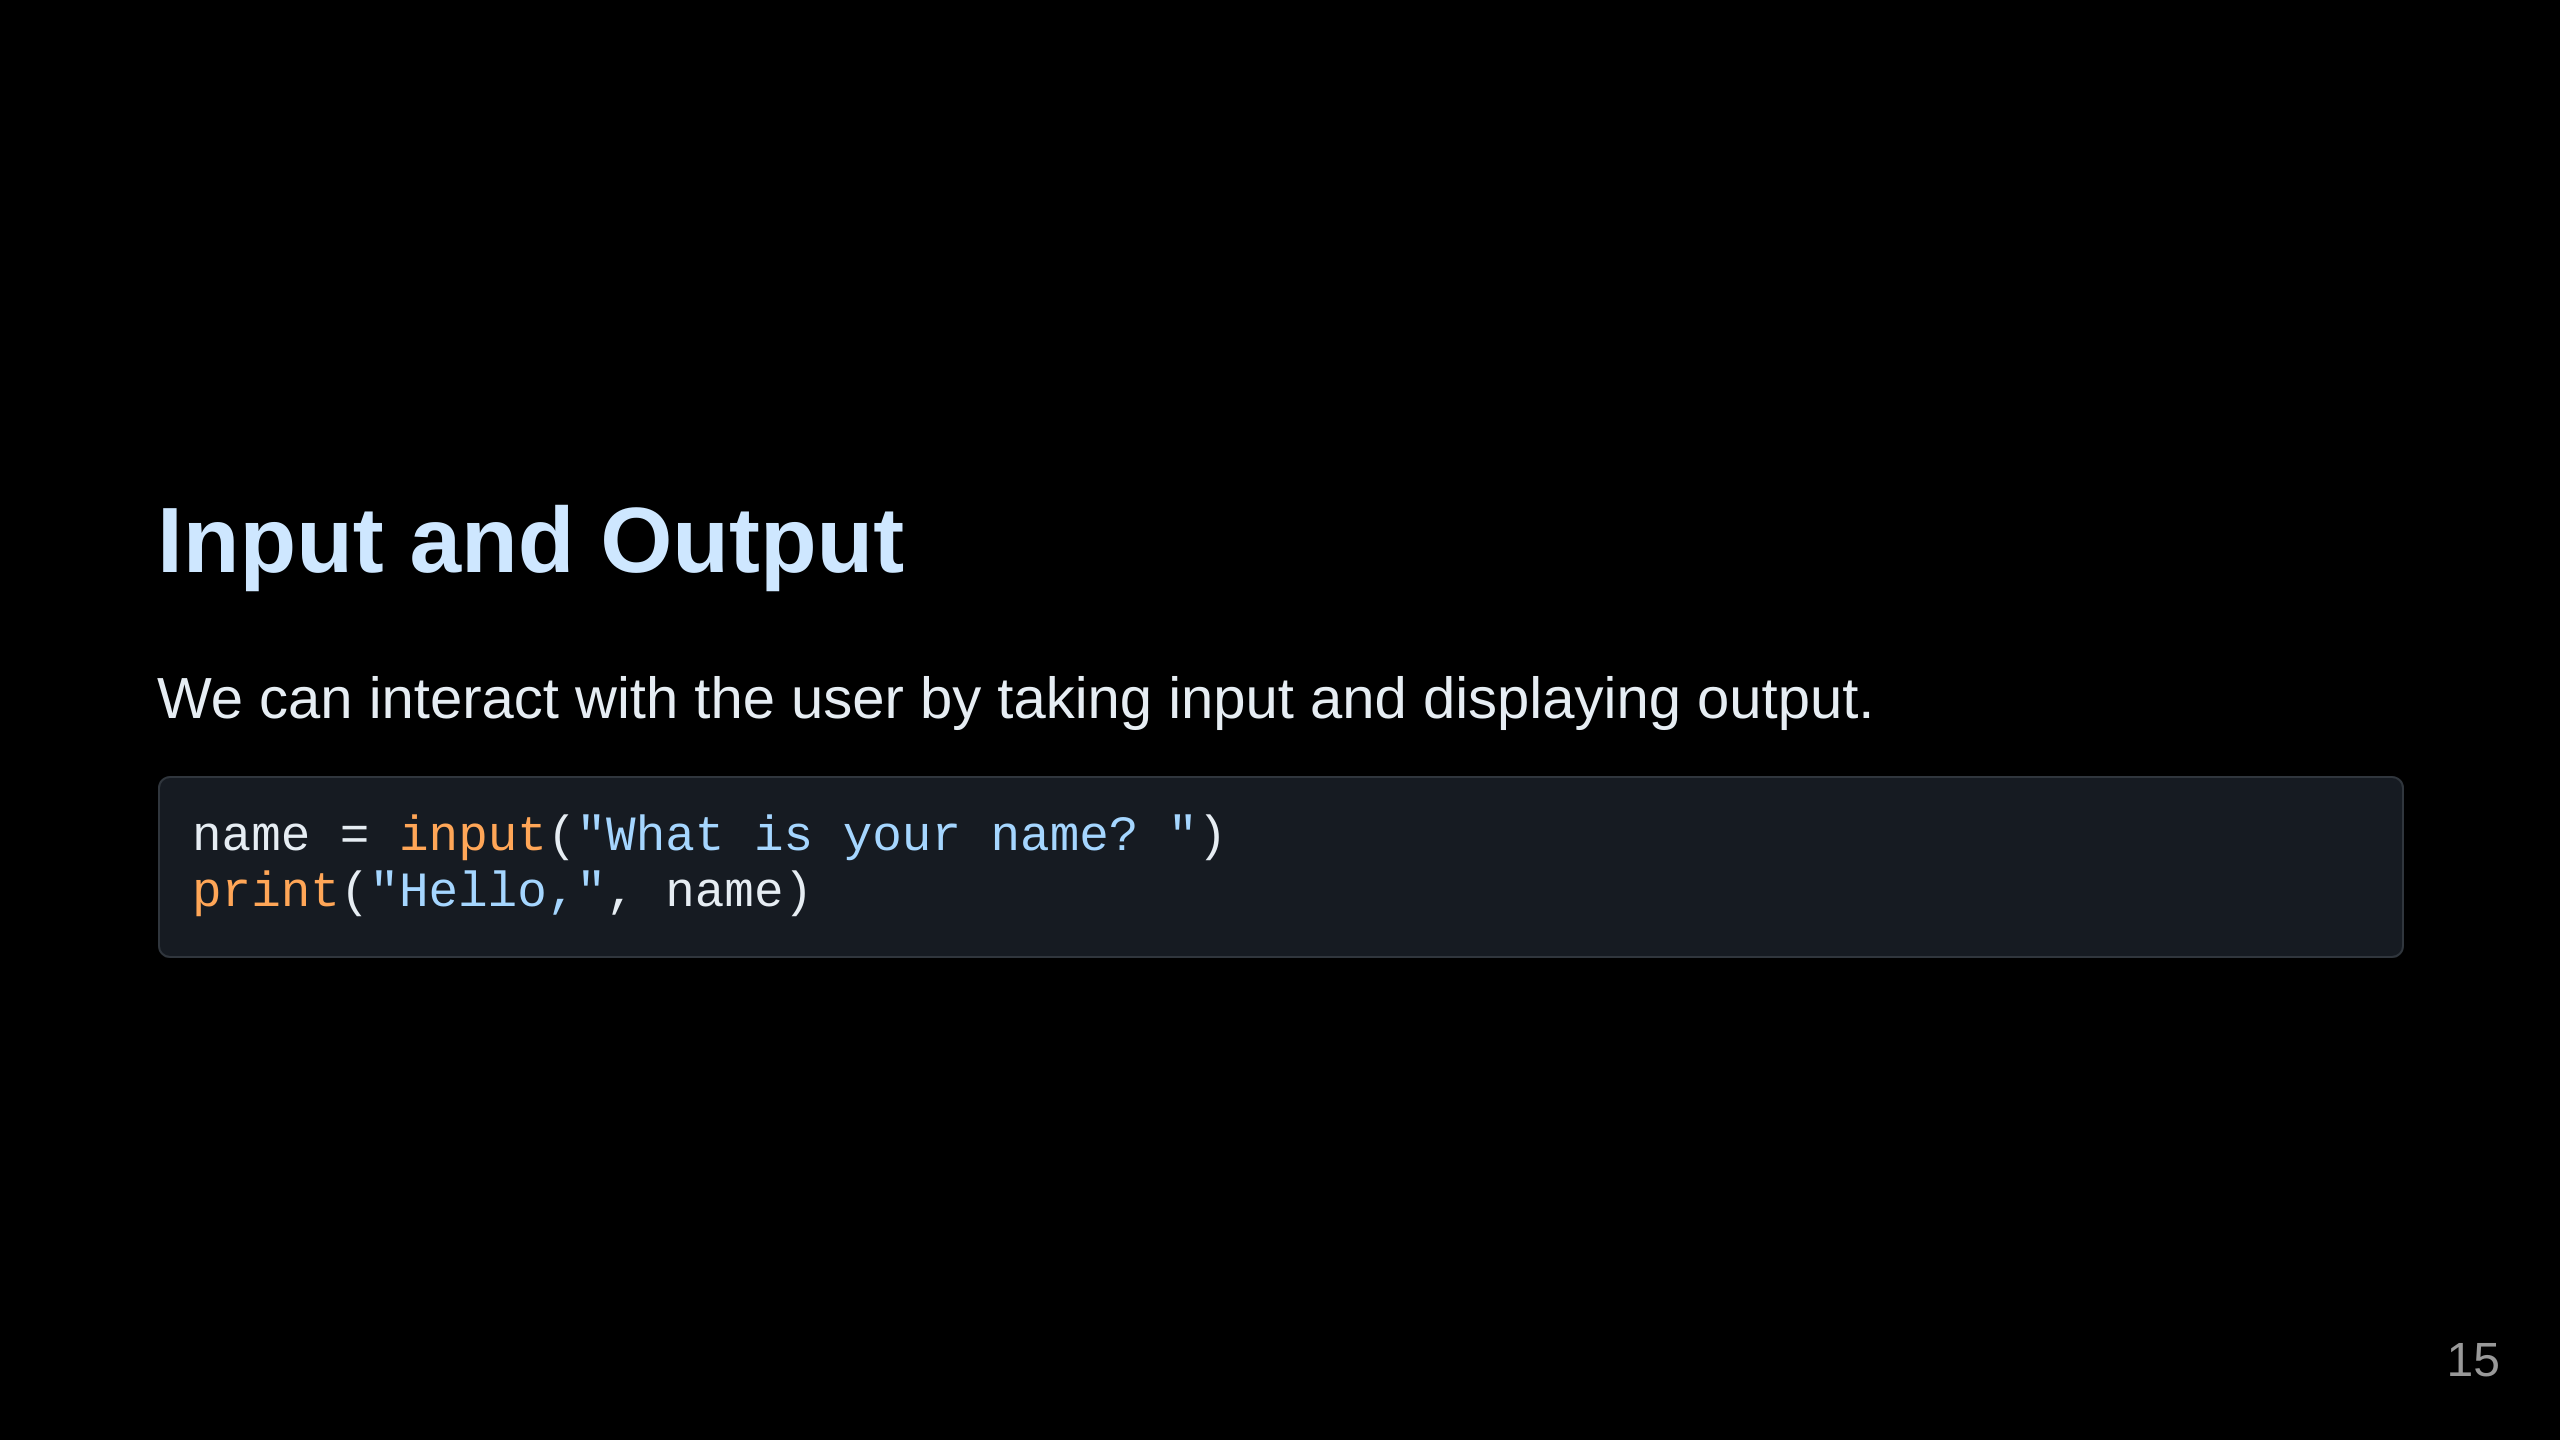 Input and Output
We can interact with the user by taking input and displaying output.
name = input("What is your name? ")
print("Hello,", name)
15